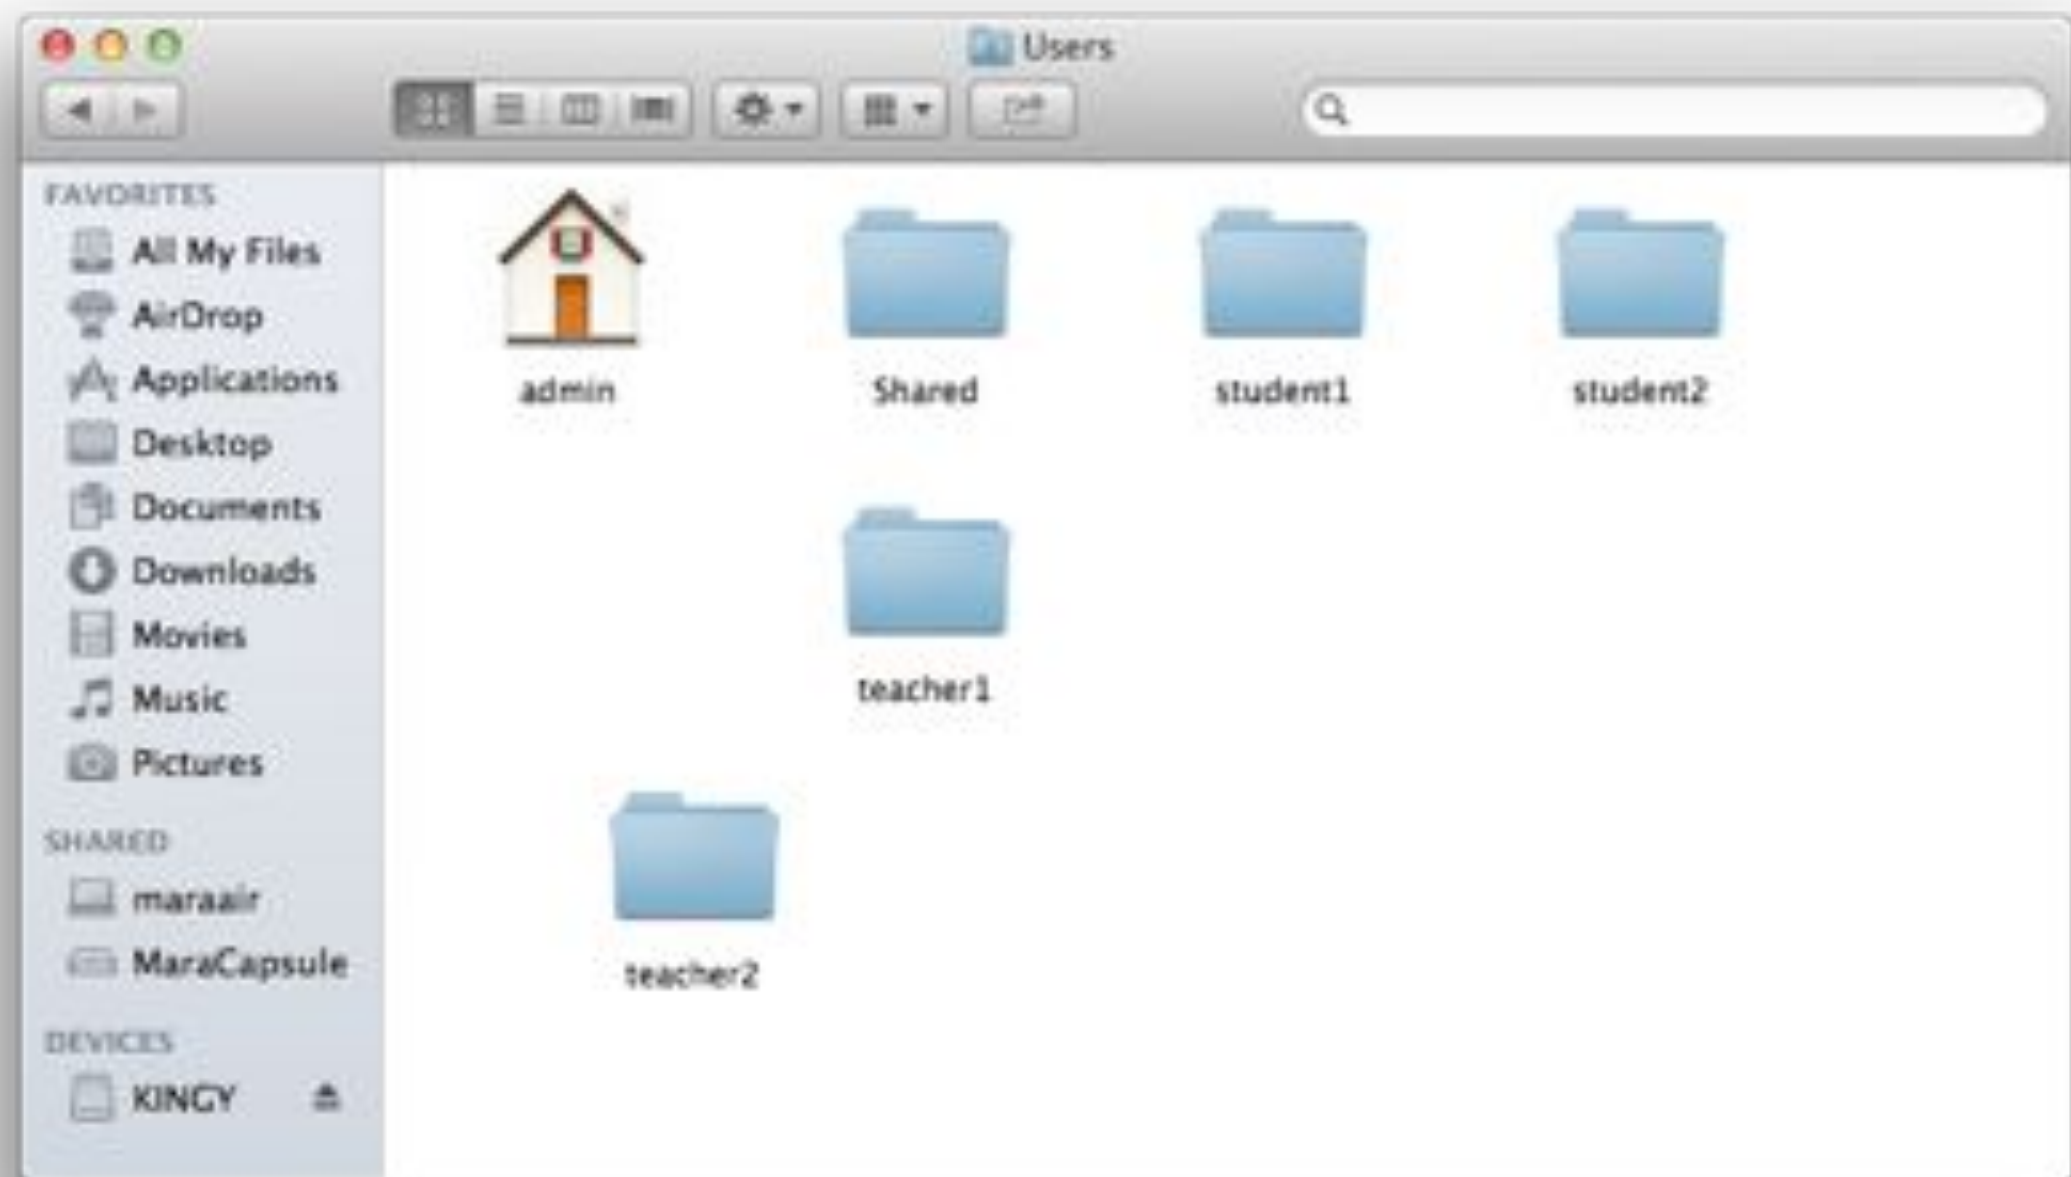 Users
FAVORITES
All My Files
AirDrop
Applications
Desktop
Documents
Downloads
Movies
Music
Pictures
SHARED
maraair
MaraCapsule
DEVICES
KINGY
admin
Shared
student1
student2
teacher1
teacher2